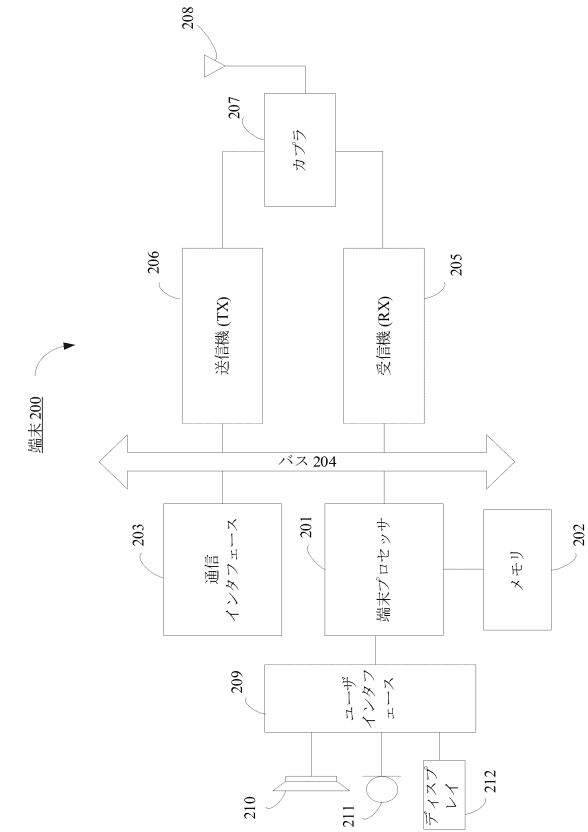 端末200
208
207
カプラ
206
送信機 (TX)
205
受信機 (RX)
バス 204
203
通信
インタフェース
201
端末プロセッサ
202
メモリ
209
ユーザ
インタフ
ェース
210
211
212
ディスプ
レイ